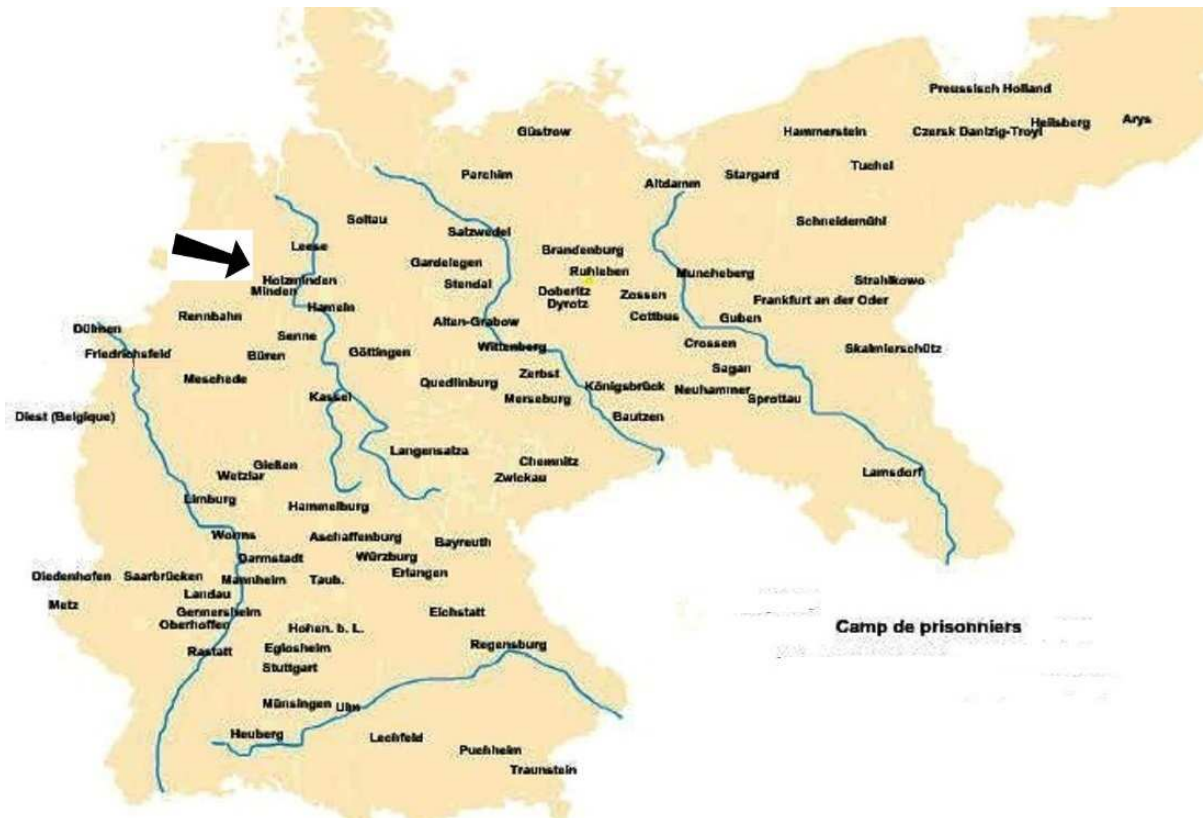 Preussisch Holland
Güstrow
Hammerstein
Czersk Danizig-Troyl
Heilsberg
Arys
Parchim
Altdamm
Stargard
Tuchel
Soltau
Salzwedel
Schneidemühl
Leese
Brandenburg
Gardelegen
Ruhleben
Muncheberg
Holzminden
Minden
Stendal
Doberitz
Dyrotz
Zossen
Strahlkowo
Frankfurt an der Oder
Hameln
Rennbahn
Cottbus
Guben
Dülmen
Senne
Alten-Grabow
Friedrichsfeld
Büren
Göttingen
Wittenberg
Crossen
Skalmierschütz
Meschede
Quedlinburg
Zerbst
Königsbrück
Sagan
Neuhammer
Sprottau
Kassel
Merseburg
Diest (Belgique)
Bautzen
Langensalza
Chemnitz
Zwickau
Lamsdorf
Gießen
Wetzlar
Limburg
Hammelburg
Worms
Aschaffenburg
Bayreuth
Darmstadt
Würzburg
Diedenhofen
Saarbrücken
Mannheim
Taub.
Erlangen
Landau
Metz
Germersheim
Eichstatt
Oberhoffen
Hohen. b. L.
Camp de prisonniers
Rastatt
Eglosheim
Regensburg
Stuttgart
Münsingen
Ulm
Heuberg
Lechfeld
Puchheim
Traunstein